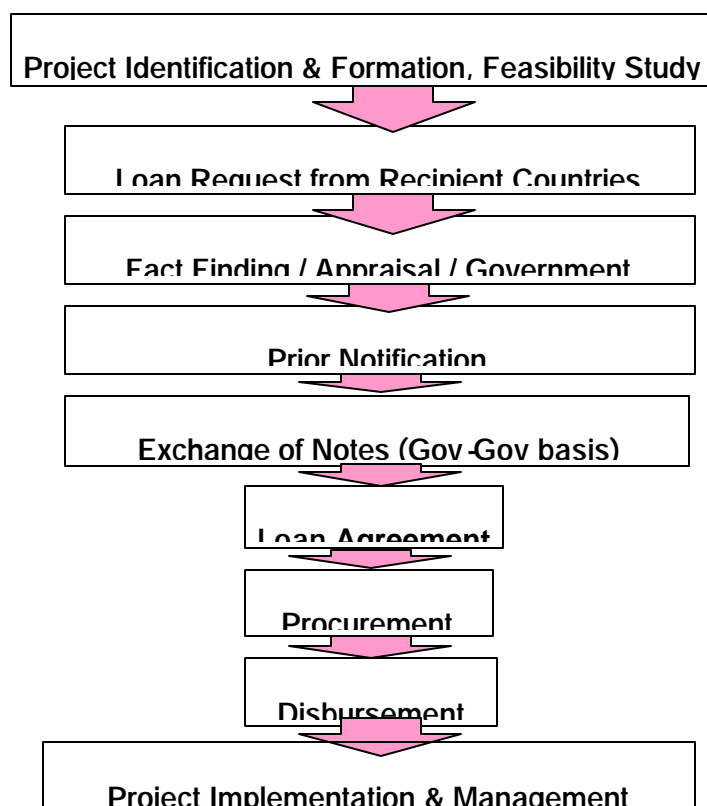 Project Identification & Formation, Feasibility Study
Loan Request from Recipient Countries
Fact Finding / Appraisal / Government
Prior Notification
Exchange of Notes (Gov-Gov basis)
Loan Agreement
Procurement
Disbursement
Project Implementation & Management